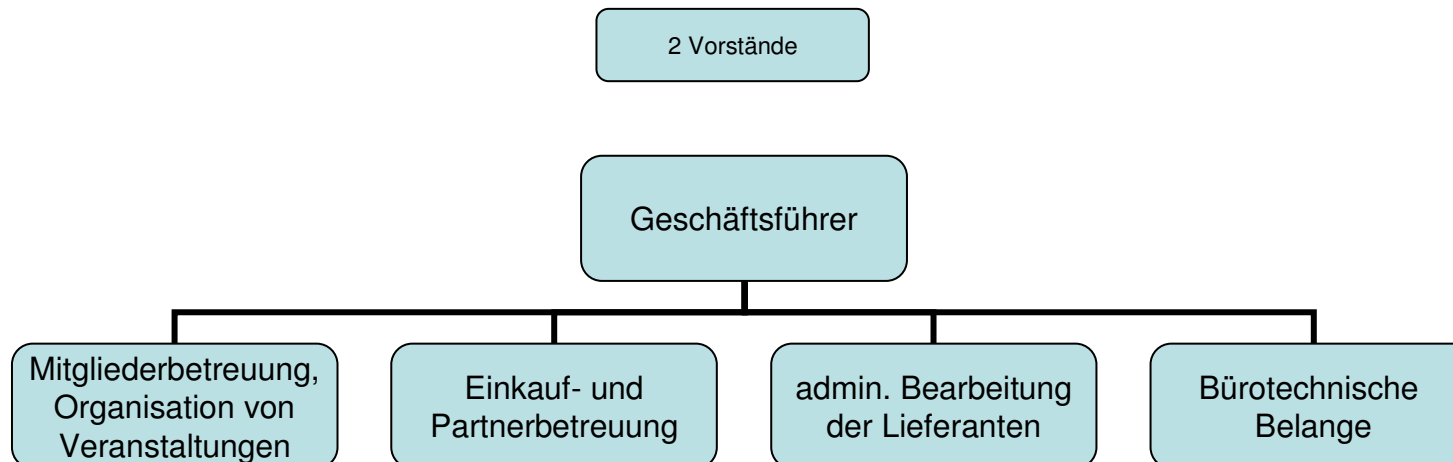 2 Vorstände
Geschäftsführer
Mitgliederbetreuung,
Organisation von
Veranstaltungen
Einkauf- und
Partnerbetreuung
admin. Bearbeitung
der Lieferanten
Bürotechnische
Belange